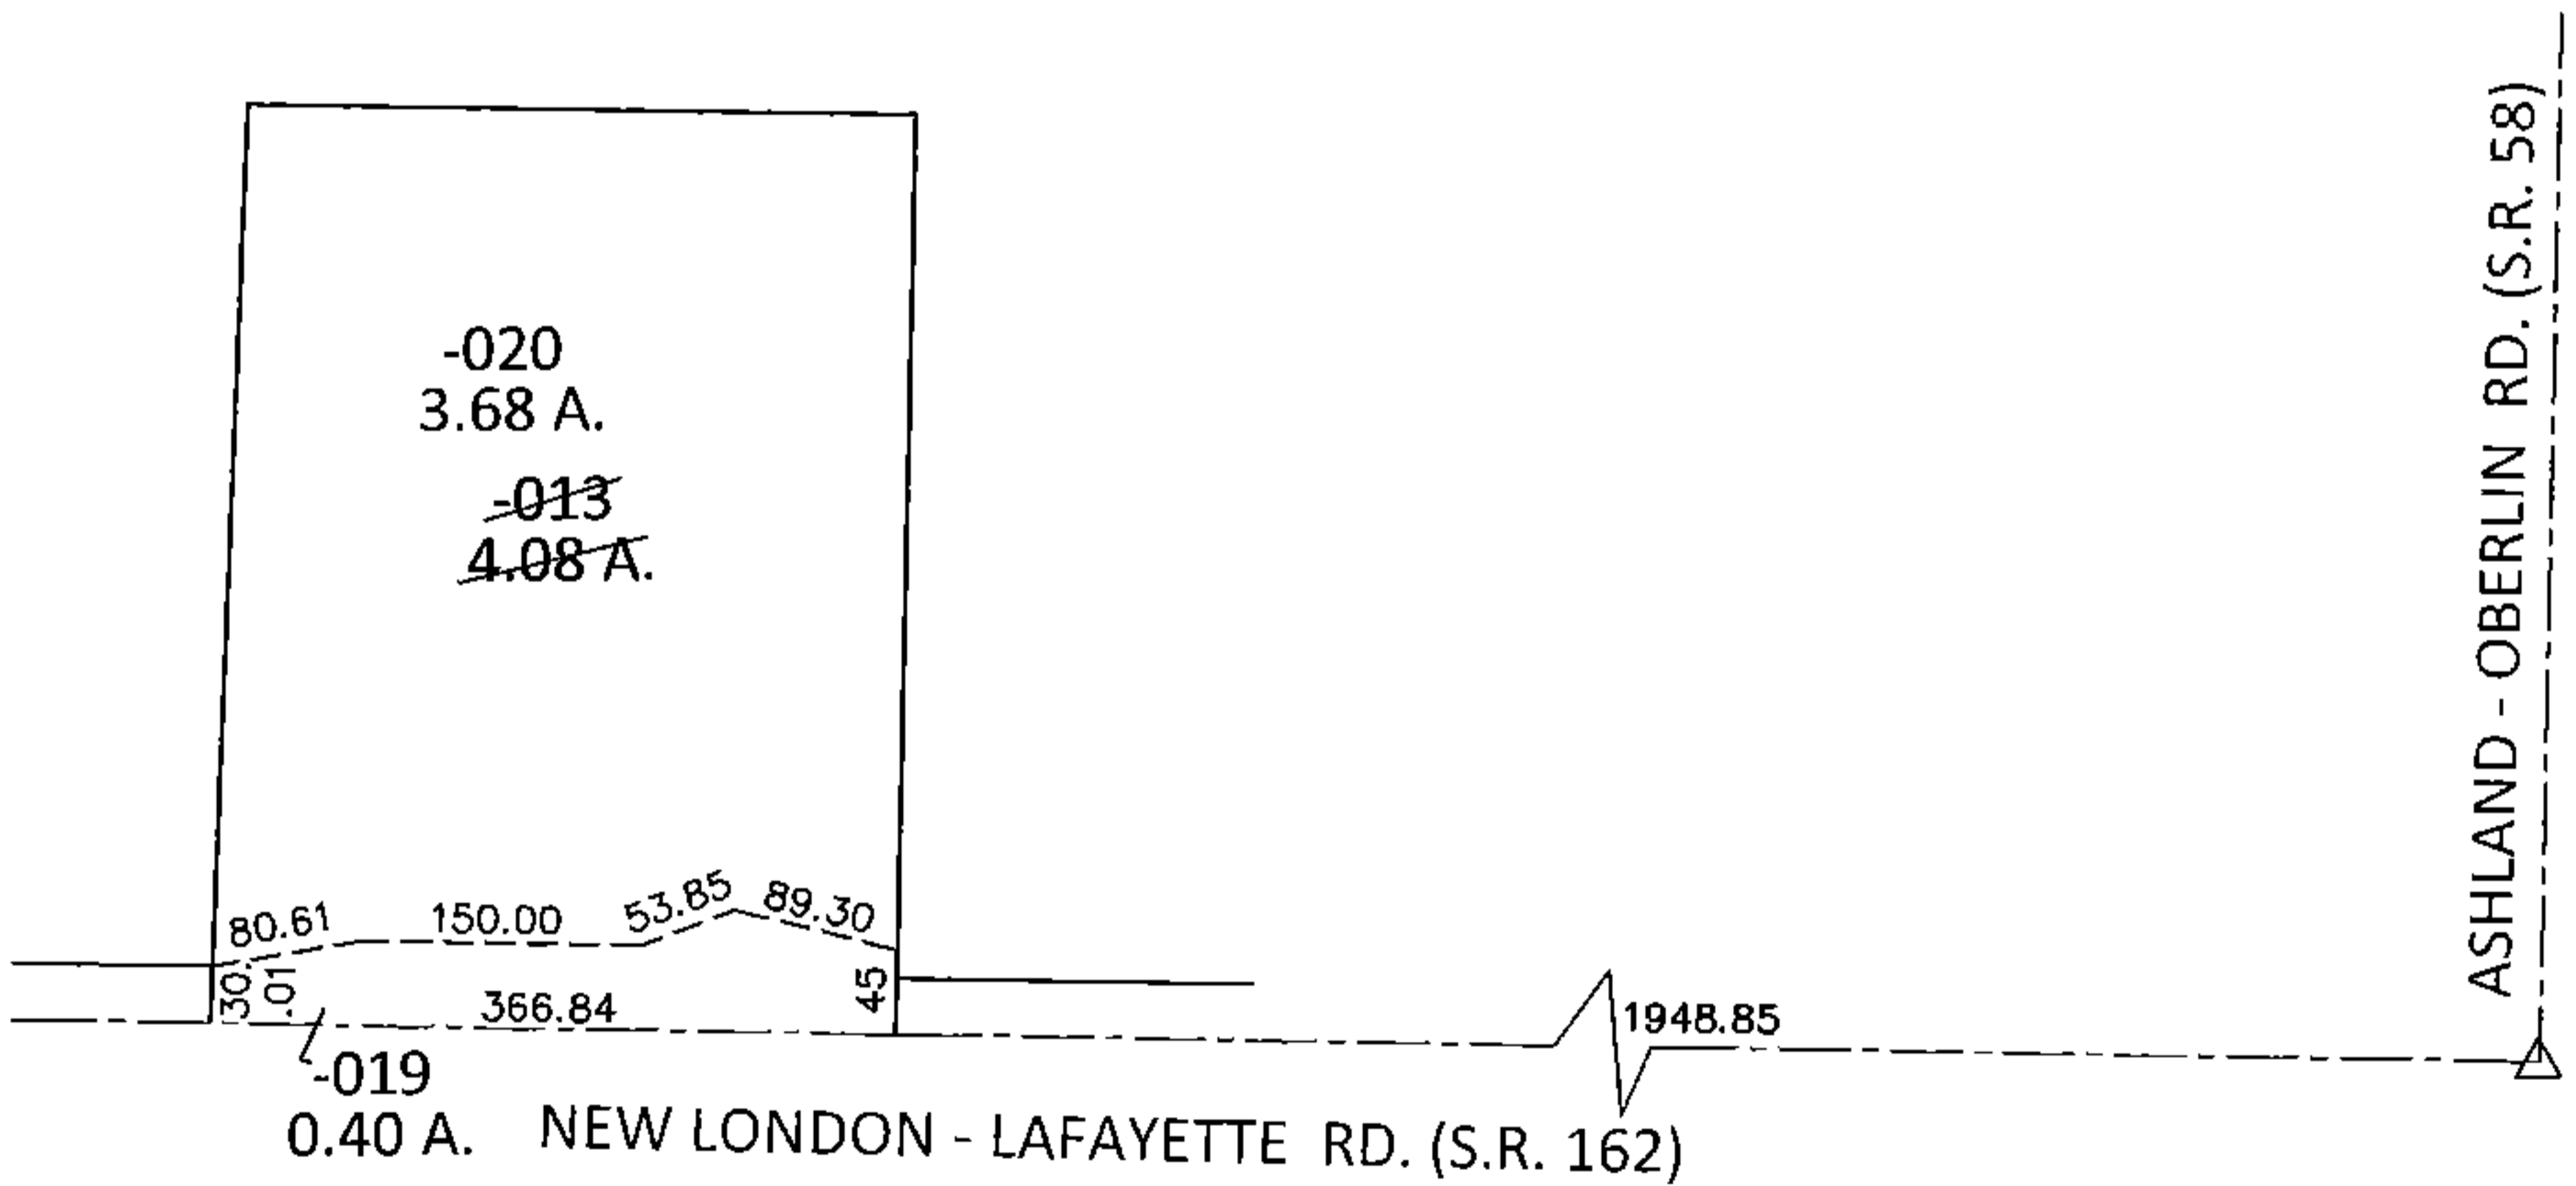 ASHLAND - OBERLIN RD. (S.R. 58)
-020
3.68 A.
-013
4.08 A.
80.61
150.00
53.85
89.30
30.
.01
366.84
45
1948.85
-019
0.40 A.
NEW LONDON - LAFAYETTE RD. (S.R. 162)